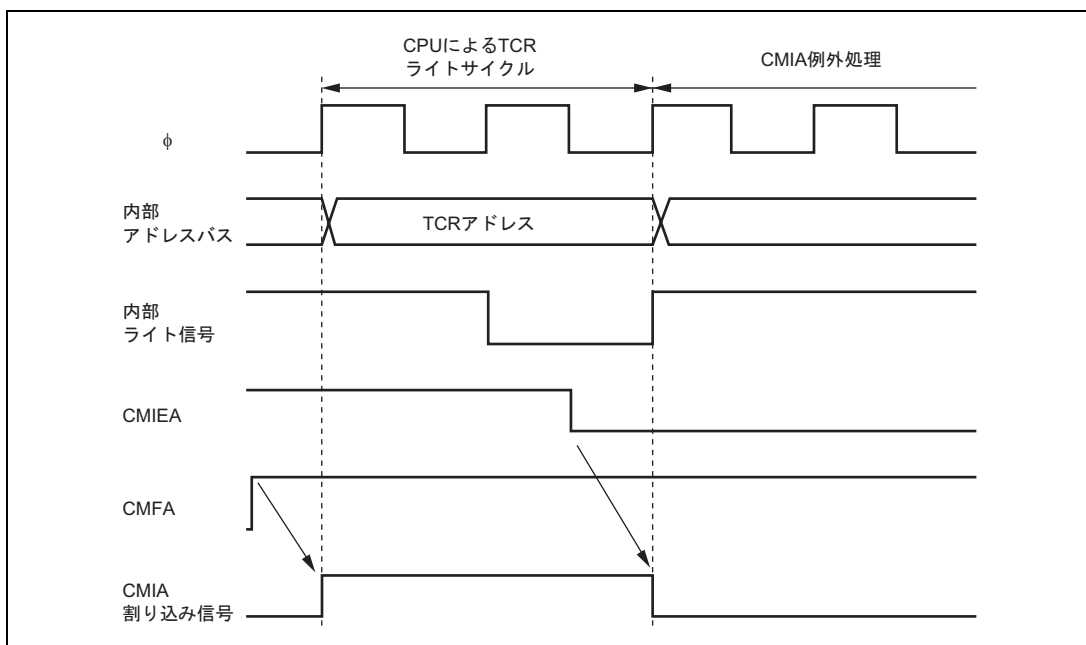 CPUによるTCR
ライトサイクル
CMIA例外処理
φ
内部
アドレスバス
TCRアドレス
内部
ライト信号
CMIEA
CMFA
CMIA
割り込み信号